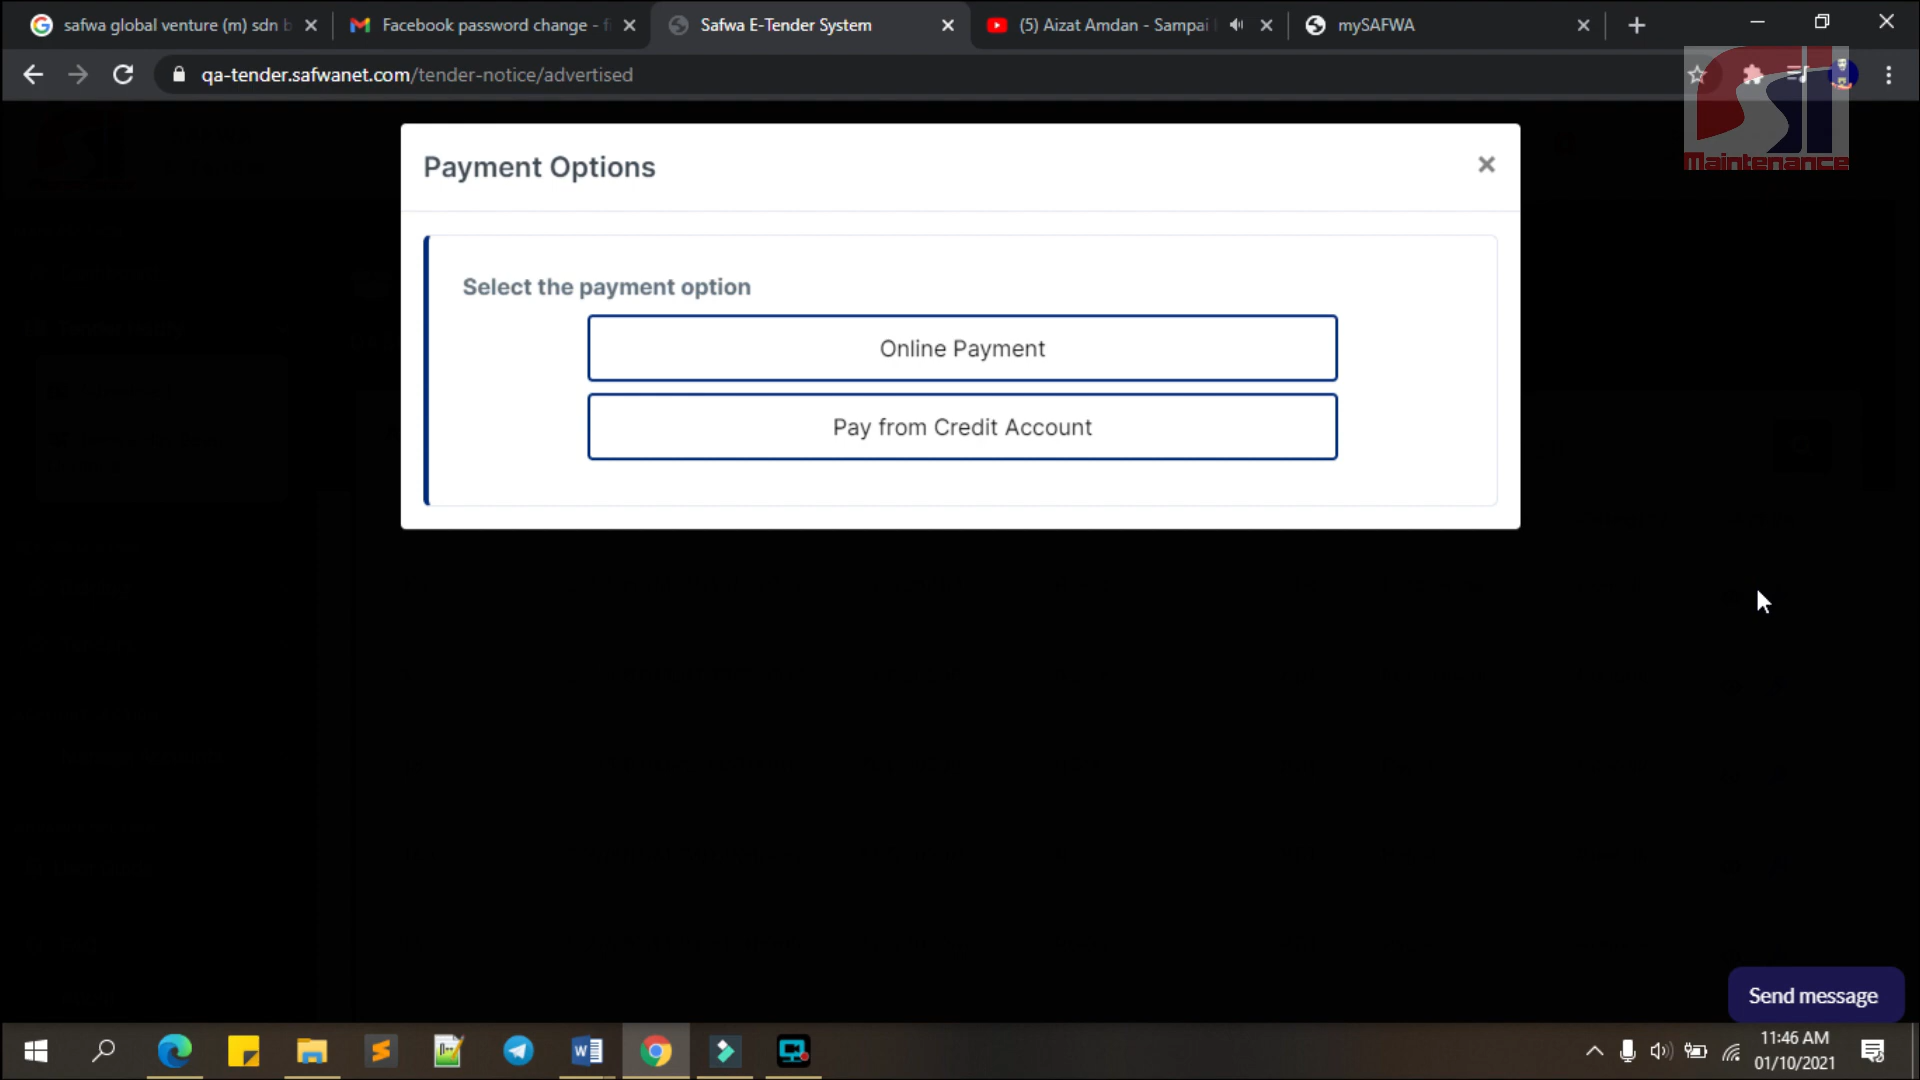 safwa global venture (m) sdn b
Facebook password change - fi
Safwa E-Tender System
(5) Aizat Amdan - Sampai
mySAFWA
qa-tender.safwanet.com/tender-notice/advertised
SI
Maintenance
Payment Options
Select the payment option
Online Payment
Pay from Credit Account
Send message
11:46 AM
01/10/2021